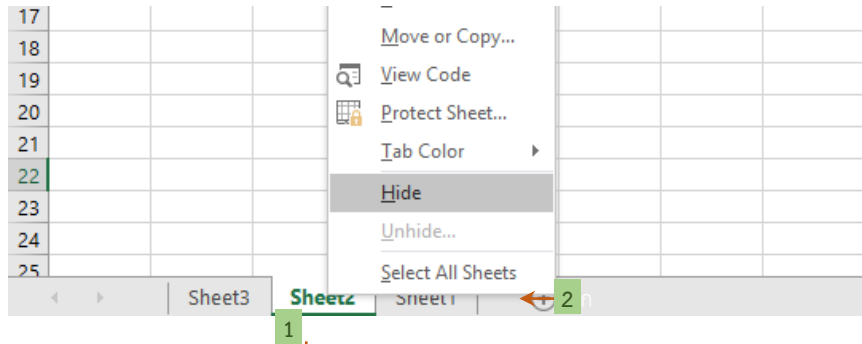 17
18
19
20
21
22
23
24
25
Move or Copy...
View Code
Protect Sheet...
Tab Color
Hide
Unhide...
Select All Sheets
Sheet3
Sheet2
Sheet1
2
n
1